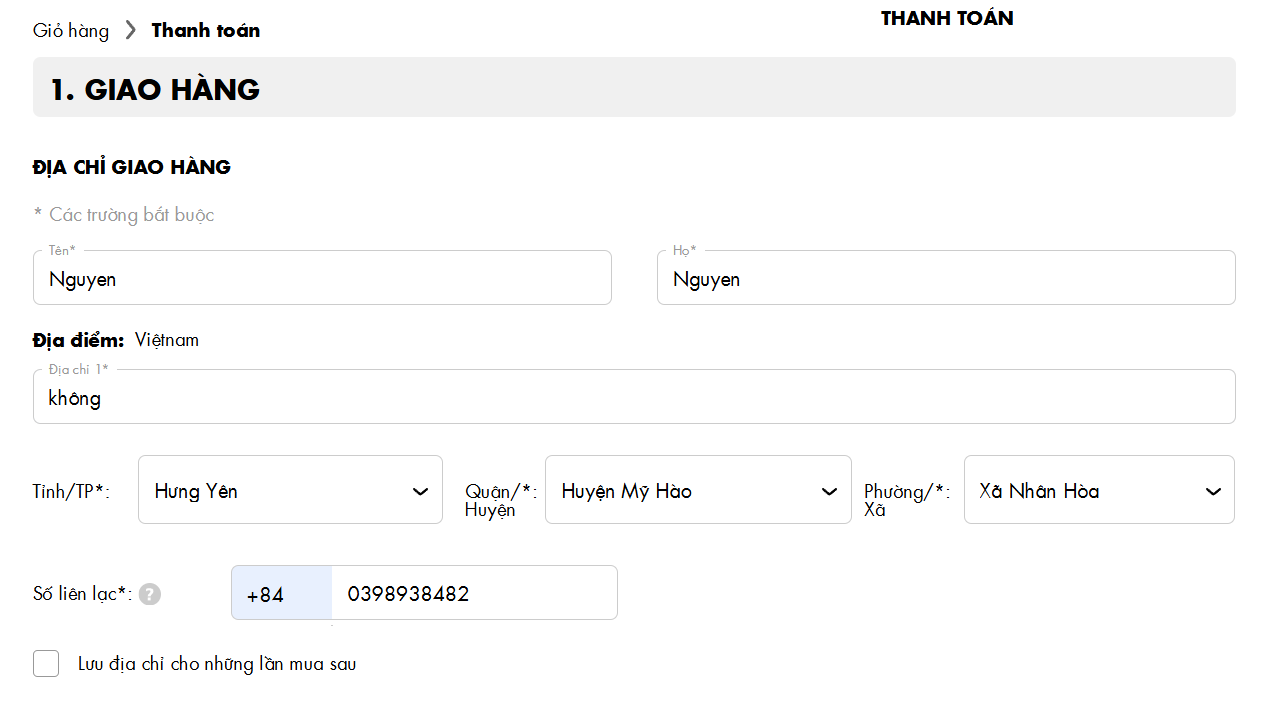 Giỏ hàng > Thanh toán
THANH TOÁN
1. GIAO HÀNG
ĐỊA CHỈ GIAO HÀNG
* Các trường bắt buộc
Tên*
Nguyen
Họ*
Nguyen
Địa điểm: Việtnam
Địa chỉ 1*
không
Tỉnh/TP*:
Hưng Yên
Quận/*:
Huyện
Huyện Mỹ Hào
Phường/*:
Xã
Xã Nhân Hòa
Số liên lạc*: ?
+84
0398938482
Lưu địa chỉ cho những lần mua sau